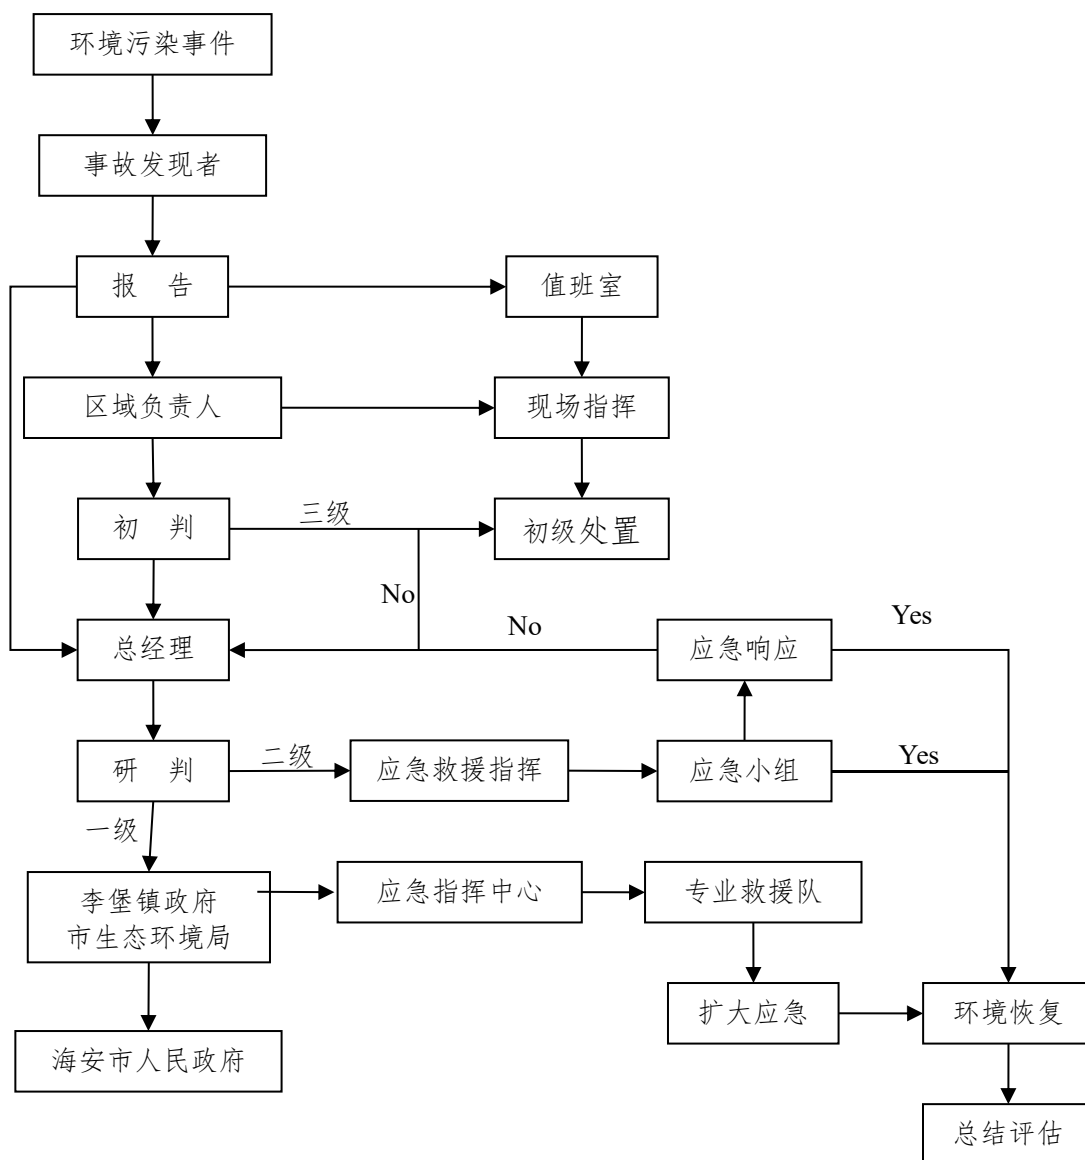 环境污染事件
事故发现者
报 告
值班室
区域负责人
现场指挥
初 判
三级
初级处置
No
总经理
No
应急响应
Yes
研 判
二级
应急救援指挥
应急小组
Yes
一级
李堡镇政府
市生态环境局
应急指挥中心
专业救援队
扩大应急
环境恢复
海安市人民政府
总结评估